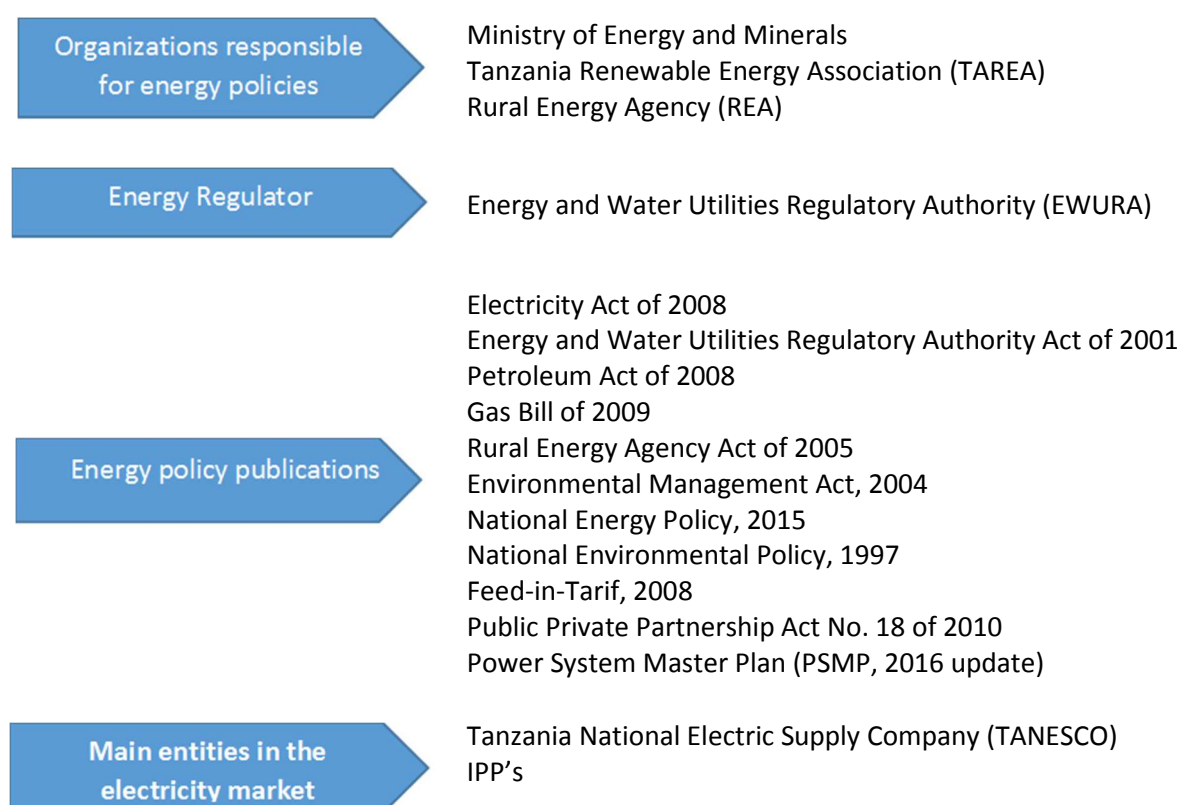 Organizations responsible
for energy policies
Ministry of Energy and Minerals
Tanzania Renewable Energy Association (TAREA)
Rural Energy Agency (REA)
Energy Regulator
Energy and Water Utilities Regulatory Authority (EWURA)
Energy policy publications
Electricity Act of 2008
Energy and Water Utilities Regulatory Authority Act of 2001
Petroleum Act of 2008
Gas Bill of 2009
Rural Energy Agency Act of 2005
Environmental Management Act, 2004
National Energy Policy, 2015
National Environmental Policy, 1997
Feed-in-Tarif, 2008
Public Private Partnership Act No. 18 of 2010
Power System Master Plan (PSMP, 2016 update)
Main entities in the
electricity market
Tanzania National Electric Supply Company (TANESCO)
IPP’s